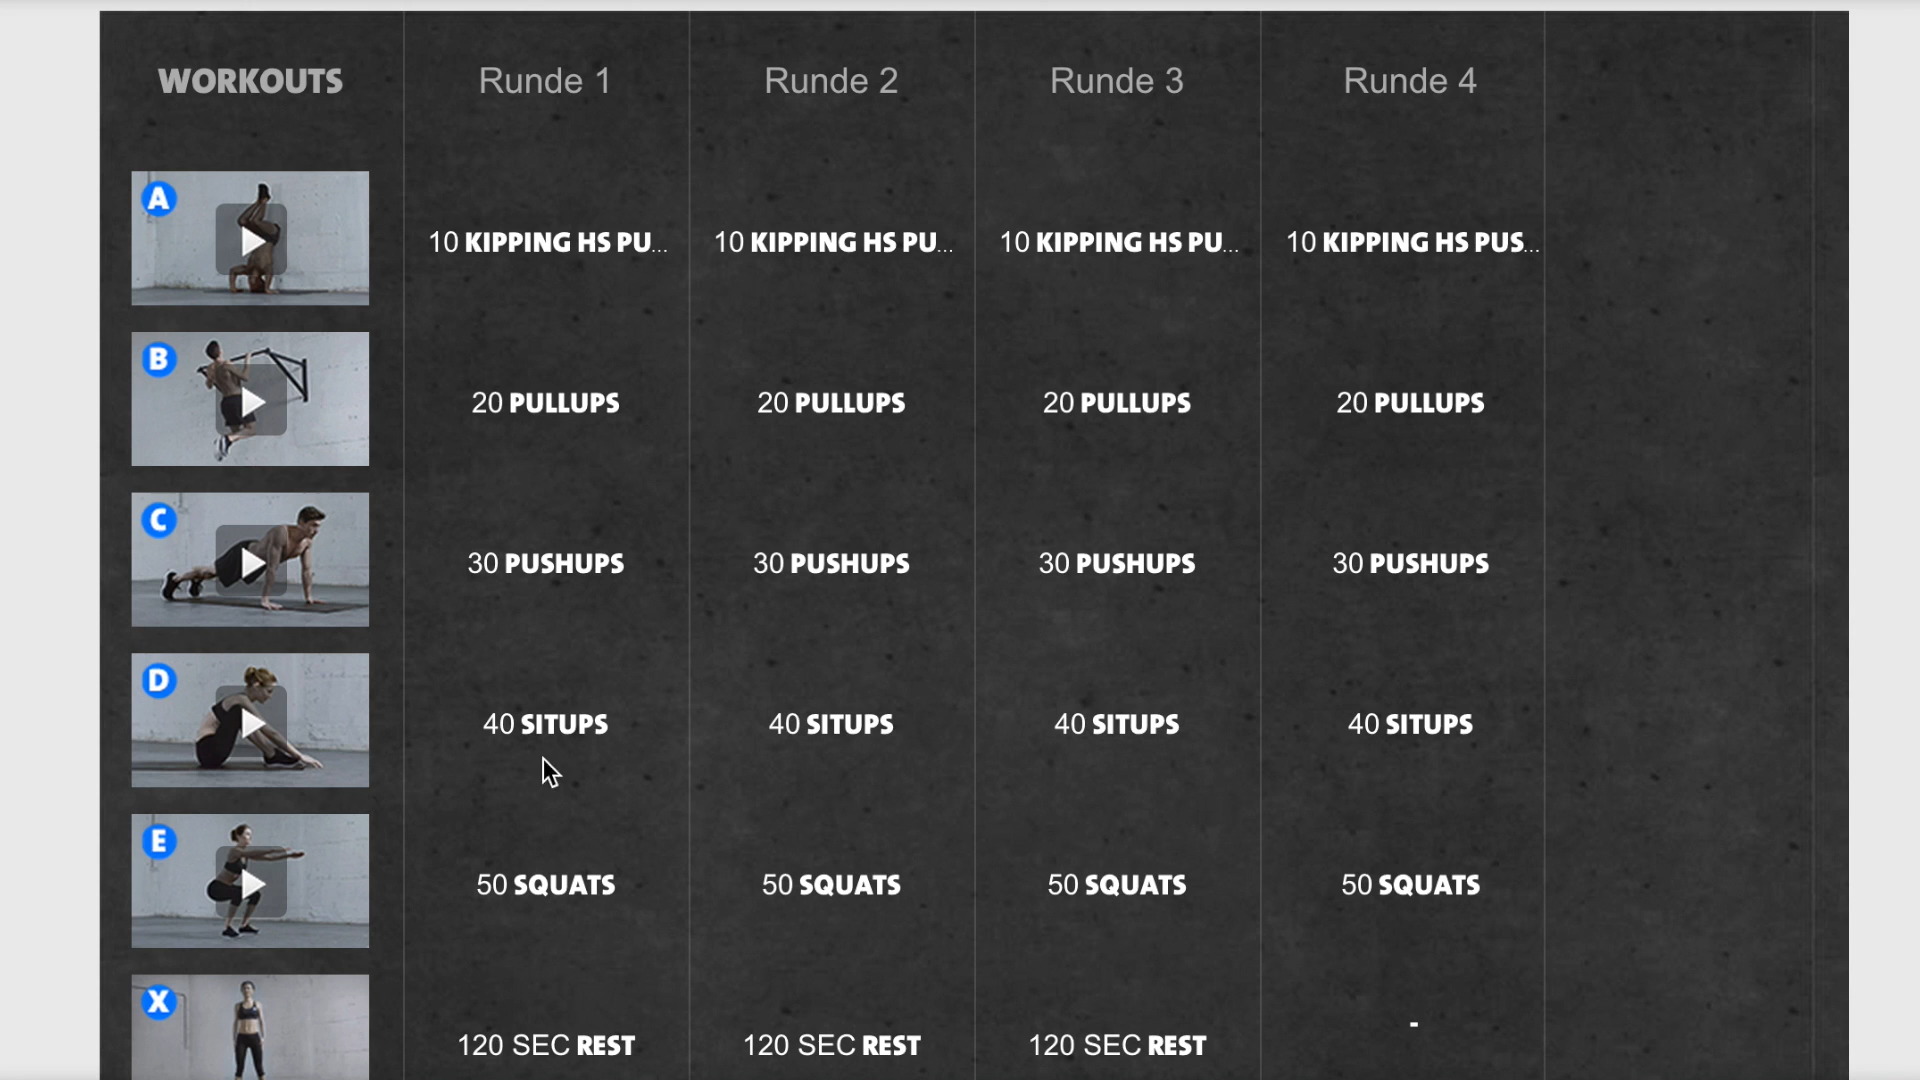 WORKOUTS Runde 1 Runde 2 Runde 3 Runde 4
A 10 KIPPING HS PU... 10 KIPPING HS PU... 10 KIPPING HS PU... 10 KIPPING HS PUS...
B 20 PULLUPS 20 PULLUPS 20 PULLUPS 20 PULLUPS
C 30 PUSHUPS 30 PUSHUPS 30 PUSHUPS 30 PUSHUPS
D 40 SITUPS 40 SITUPS 40 SITUPS 40 SITUPS
E 50 SQUATS 50 SQUATS 50 SQUATS 50 SQUATS
X 120 SEC REST 120 SEC REST 120 SEC REST -